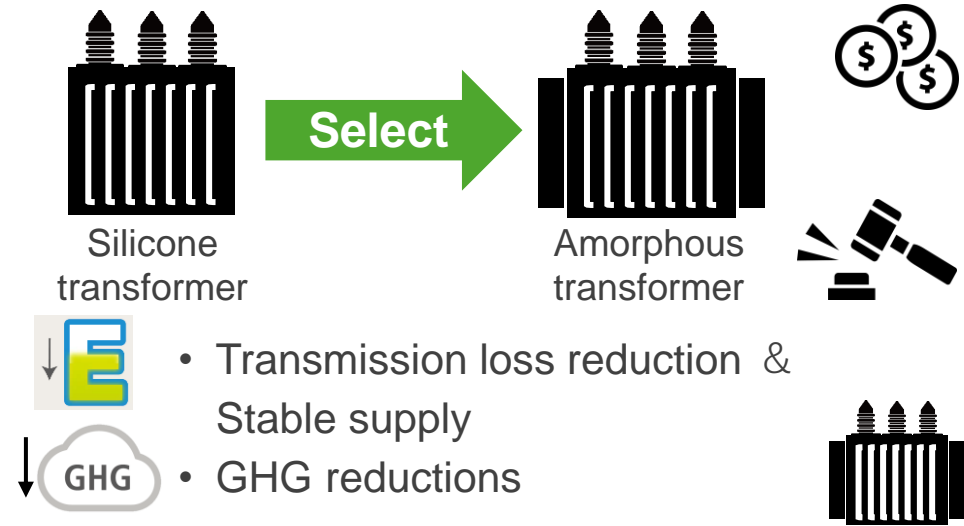 Select
Silicone
transformer
Amorphous
transformer
$
$
$
E
• Transmission loss reduction ＆
Stable supply
GHG
• GHG reductions